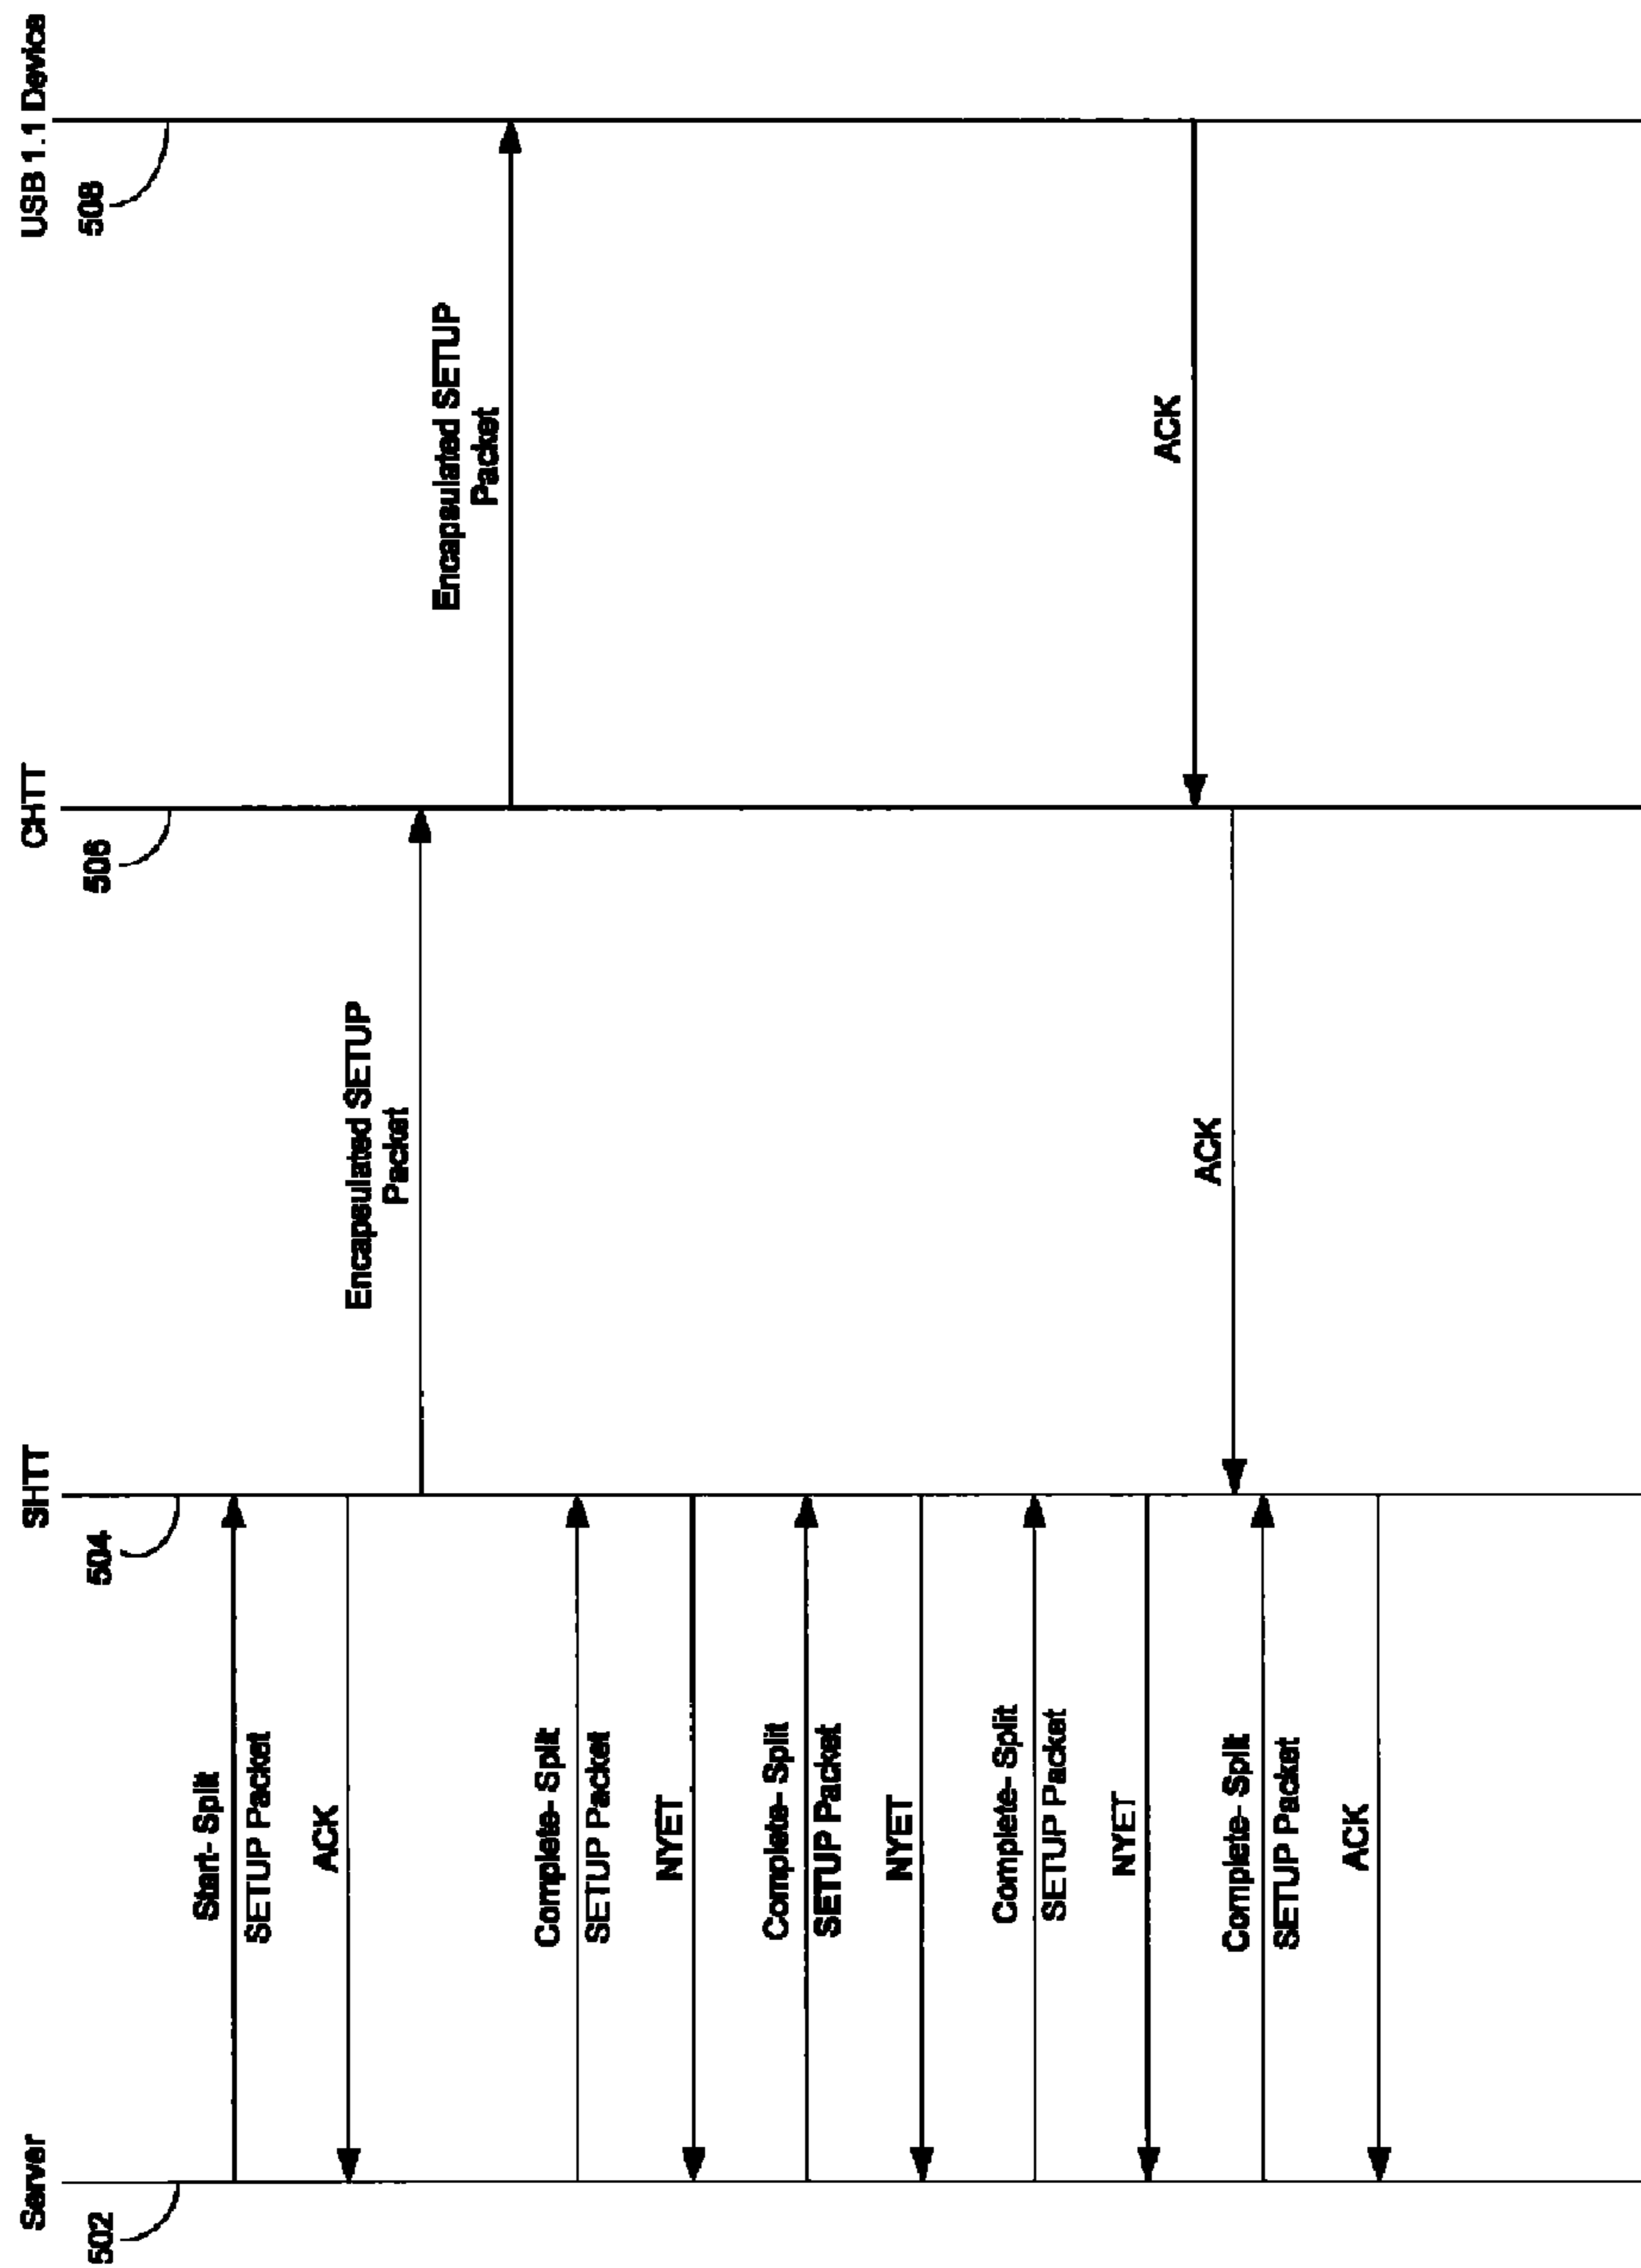 Server
SHTT
CHTT
USB 1.1 Device
502
504
506
508
Start- Split
SETUP Packet
ACK
Encapsulated SETUP
Packet
Encapsulated SETUP
Packet
Complete- Split
SETUP Packet
NYET
Complete- Split
SETUP Packet
NYET
Complete- Split
SETUP Packet
NYET
ACK
ACK
Complete- Split
SETUP Packet
ACK